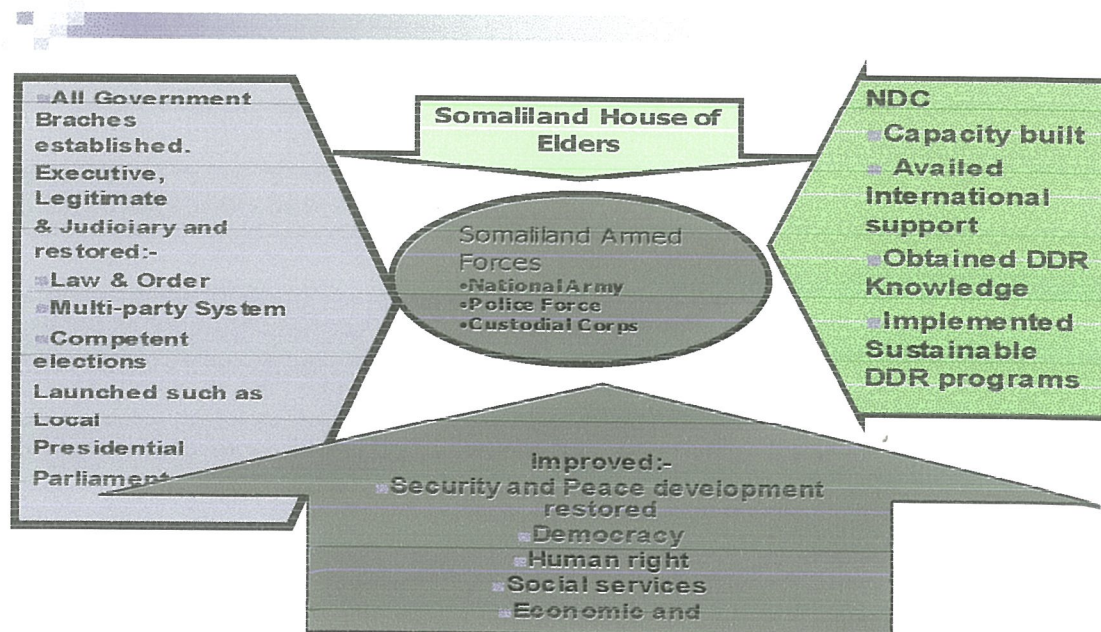 ▪All Government
Braches
established.
Executive,
Legitimate
& Judiciary and
restored:-
▪Law & Order
▪Multi-party System
▪Competent
elections
Launched such as
Local
Presidential
Parliament
Somaliland House of
Elders
Somaliland Armed
Forces
•National Army
•Police Force
•Custodial Corps
NDC
▪Capacity built
▪Availed
International
support
▪Obtained DDR
Knowledge
▪Implemented
Sustainable
DDR programs
Improved:-
▪Security and Peace development
restored
▪Democracy
▪Human right
▪Social services
▪Economic and